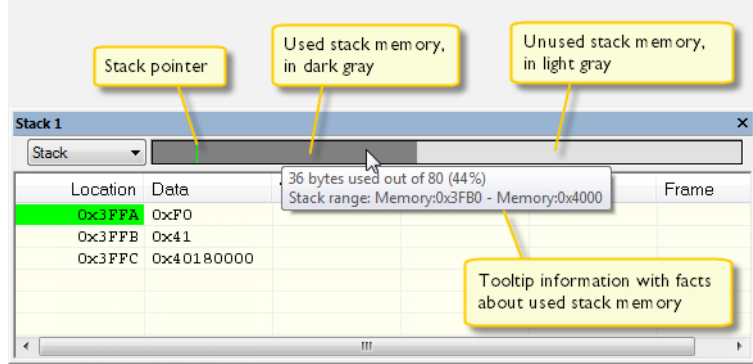 Used stack memory,
in dark gray
Unused stack memory,
in light gray
Stack pointer
Stack 1
Stack
36 bytes used out of 80 (44%)
Stack range: Memory:0x3FB0 - Memory:0x4000
Location Data Frame
0x3FFA 0xF0
0x3FFB 0x41
0x3FFC 0x40180000
Tooltip information with facts
about used stack memory